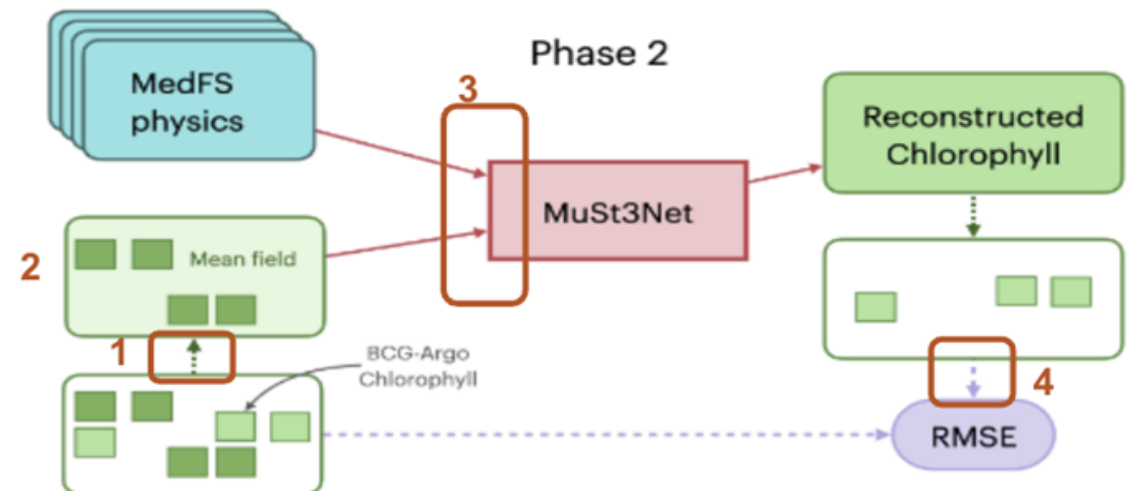 MedFS
physics
Phase 2
3
Reconstructed
Chlorophyll
MuSt3Net
2
Mean field
1
BCG-Argo
Chlorophyll
4
RMSE